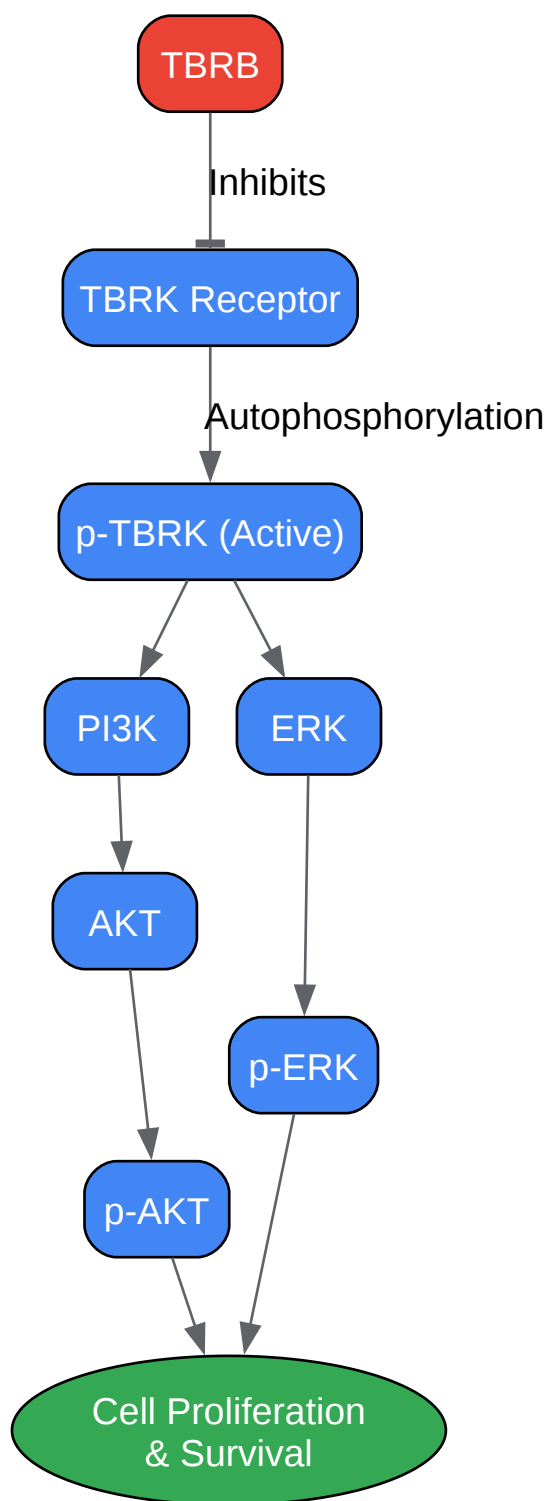 TBRB
Inhibits
TBRK Receptor
Autophosphorylation
p-TBRK (Active)
PI3K
ERK
AKT
p-ERK
p-AKT
Cell Proliferation
& Survival